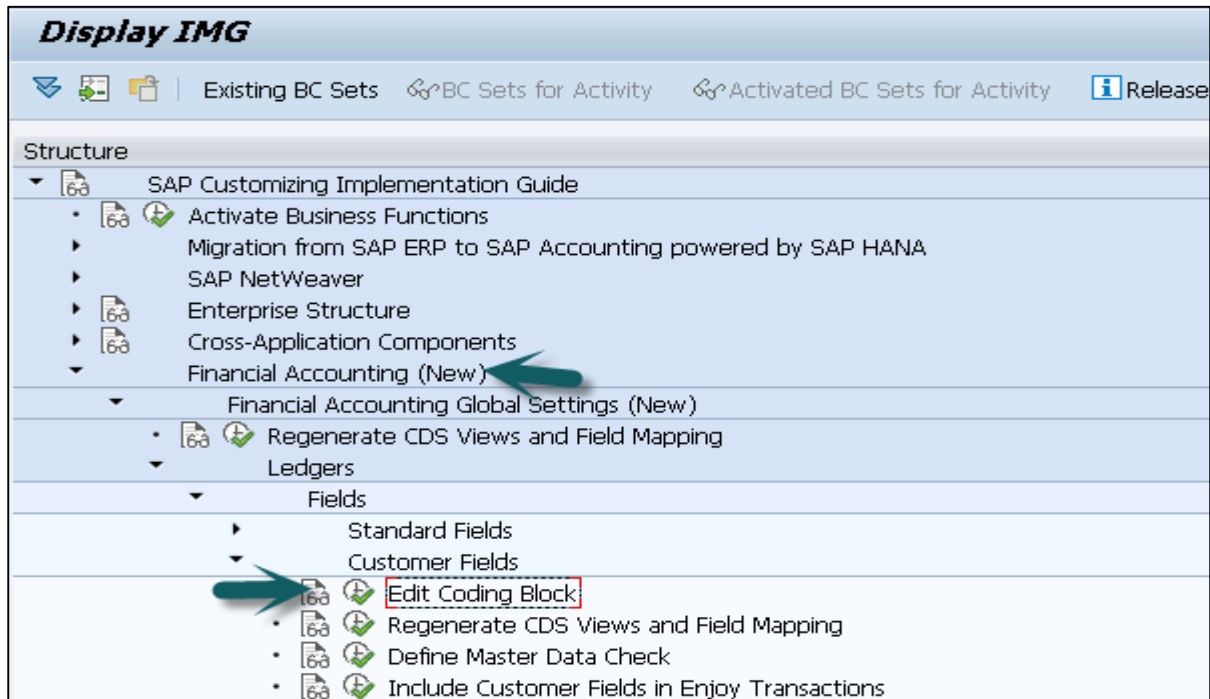 Display IMG
Existing BC Sets BC Sets for Activity Activated BC Sets for Activity Release
Structure
SAP Customizing Implementation Guide
Activate Business Functions
Migration from SAP ERP to SAP Accounting powered by SAP HANA
SAP NetWeaver
Enterprise Structure
Cross-Application Components
Financial Accounting (New)
Financial Accounting Global Settings (New)
Regenerate CDS Views and Field Mapping
Ledgers
Fields
Standard Fields
Customer Fields
Edit Coding Block
Regenerate CDS Views and Field Mapping
Define Master Data Check
Include Customer Fields in Enjoy Transactions